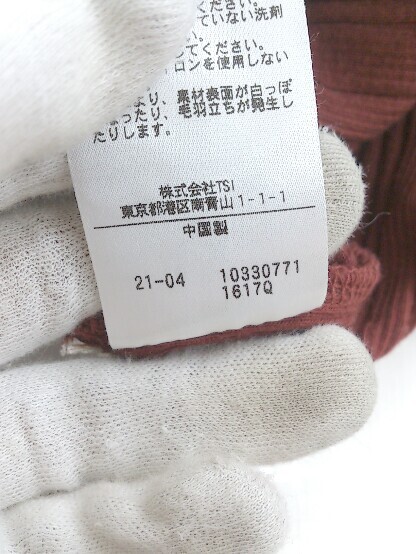 ください。
ていない洗剤
い。
てください。
ロンを使用しない
より、素材表面が白っぽ
ったり、毛羽立ちが発生し
たりします。
株式会社TSI
東京都港区南青山1-1-1
中国製
21-04 10330771
1617Q